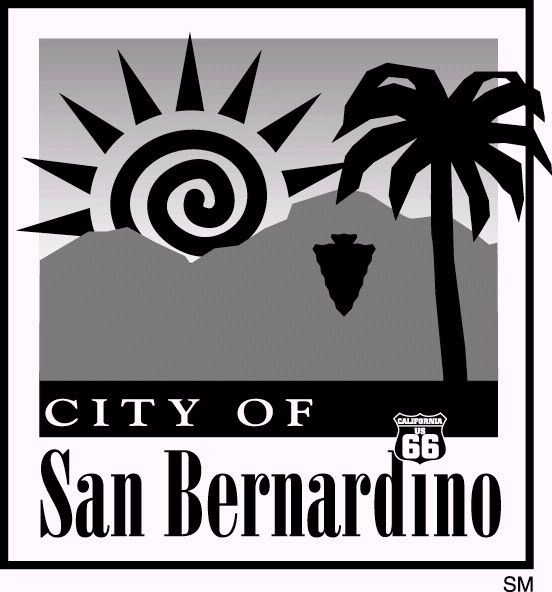 CITY OF
CALIFORNIA
US
66
San Bernardino
SM